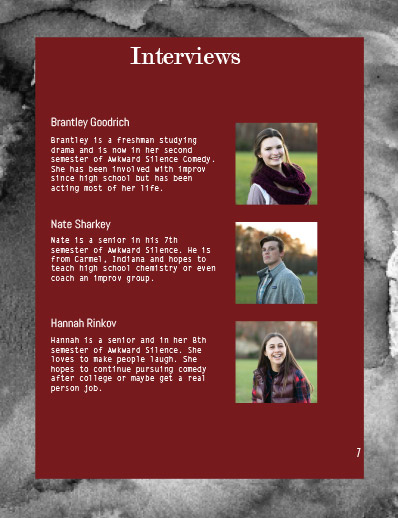 Interviews
Brantley Goodrich
Brantley is a freshman studying
drama and is now in her second
semester of Awkward Silence Comedy.
She has been involved with improv
since high school but has been
acting most of her life.
Nate Sharkey
Nate is a senior in his 7th
semester of Awkward Silence. He is
from Carmel, Indiana and hopes to
teach high school chemistry or even
coach an improv group.
Hannah Rinkov
Hannah is a senior and in her 8th
semester of Awkward Silence. She
loves to make people laugh. She
hopes to continue pursuing comedy
after college or maybe get a real
person job.
7